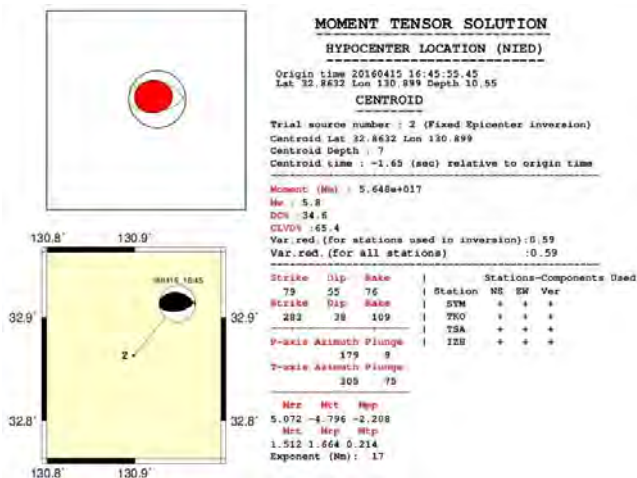 MOMENT TENSOR SOLUTION
HYPOCENTER LOCATION (NIED)
Origin time 20160415 16:45:55.45
Lat 32.8632 Lon 130.899 Depth 10.55
CENTROID
Trial source number : 2 (Fixed Epicenter inversion)
Centroid Lat 32.8632 Lon 130.899
Centroid Depth : 7
Centroid time : -1.65 (sec) relative to origin time
Moment (Nm) : 5.648e+017
Mw : 5.8
DC% : 34.6
CLVD% :65.4
Var.red.(for stations used in inversion):0.59
Var.red.(for all stations) :0.59
Strike Dip Rake | Stations-Components Used
79 55 76 | Station NS EW Ver
Strike Dip Rake | SYM + + +
282 38 109 | TKO + + +
| TSA + + +
P-axis Azimuth Plunge | IZH + + +
179 9
T-axis Azimuth Plunge
305 75
Mrr Mtt Mpp
5.072 -4.796 -2.208
Mrt Mrp Mtp
1.512 1.664 0.214
Exponent (Nm): 17
130.8˚ 130.9˚
160415_16:45
32.9˚ 32.9˚
2
32.8˚ 32.8˚
130.8˚ 130.9˚